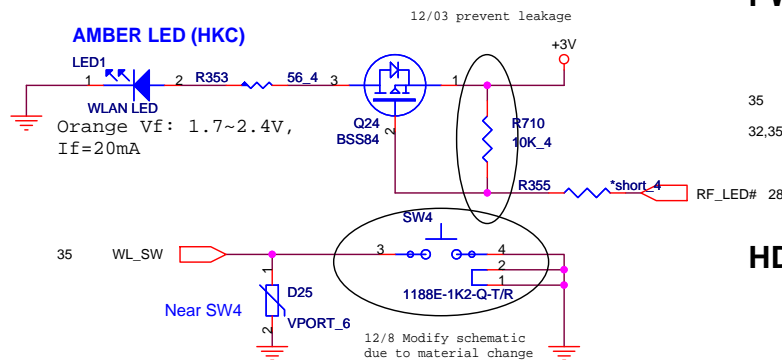 12/03 prevent leakage
AMBER LED (HKC)
+3V
LED1
1
2
R353
56_4
3
1
WLAN LED
Q24
BSS84
2
R710
10K_4
35
32,35
Orange Vf: 1.7~2.4V,
If=20mA
R355
*short_4
RF_LED# 28
SW4
35 WL_SW
3
4
2
1
1188E-1K2-Q-T/R
HD
1
D25
Near SW4
VPORT_6
2
12/8 Modify schematic
due to material change